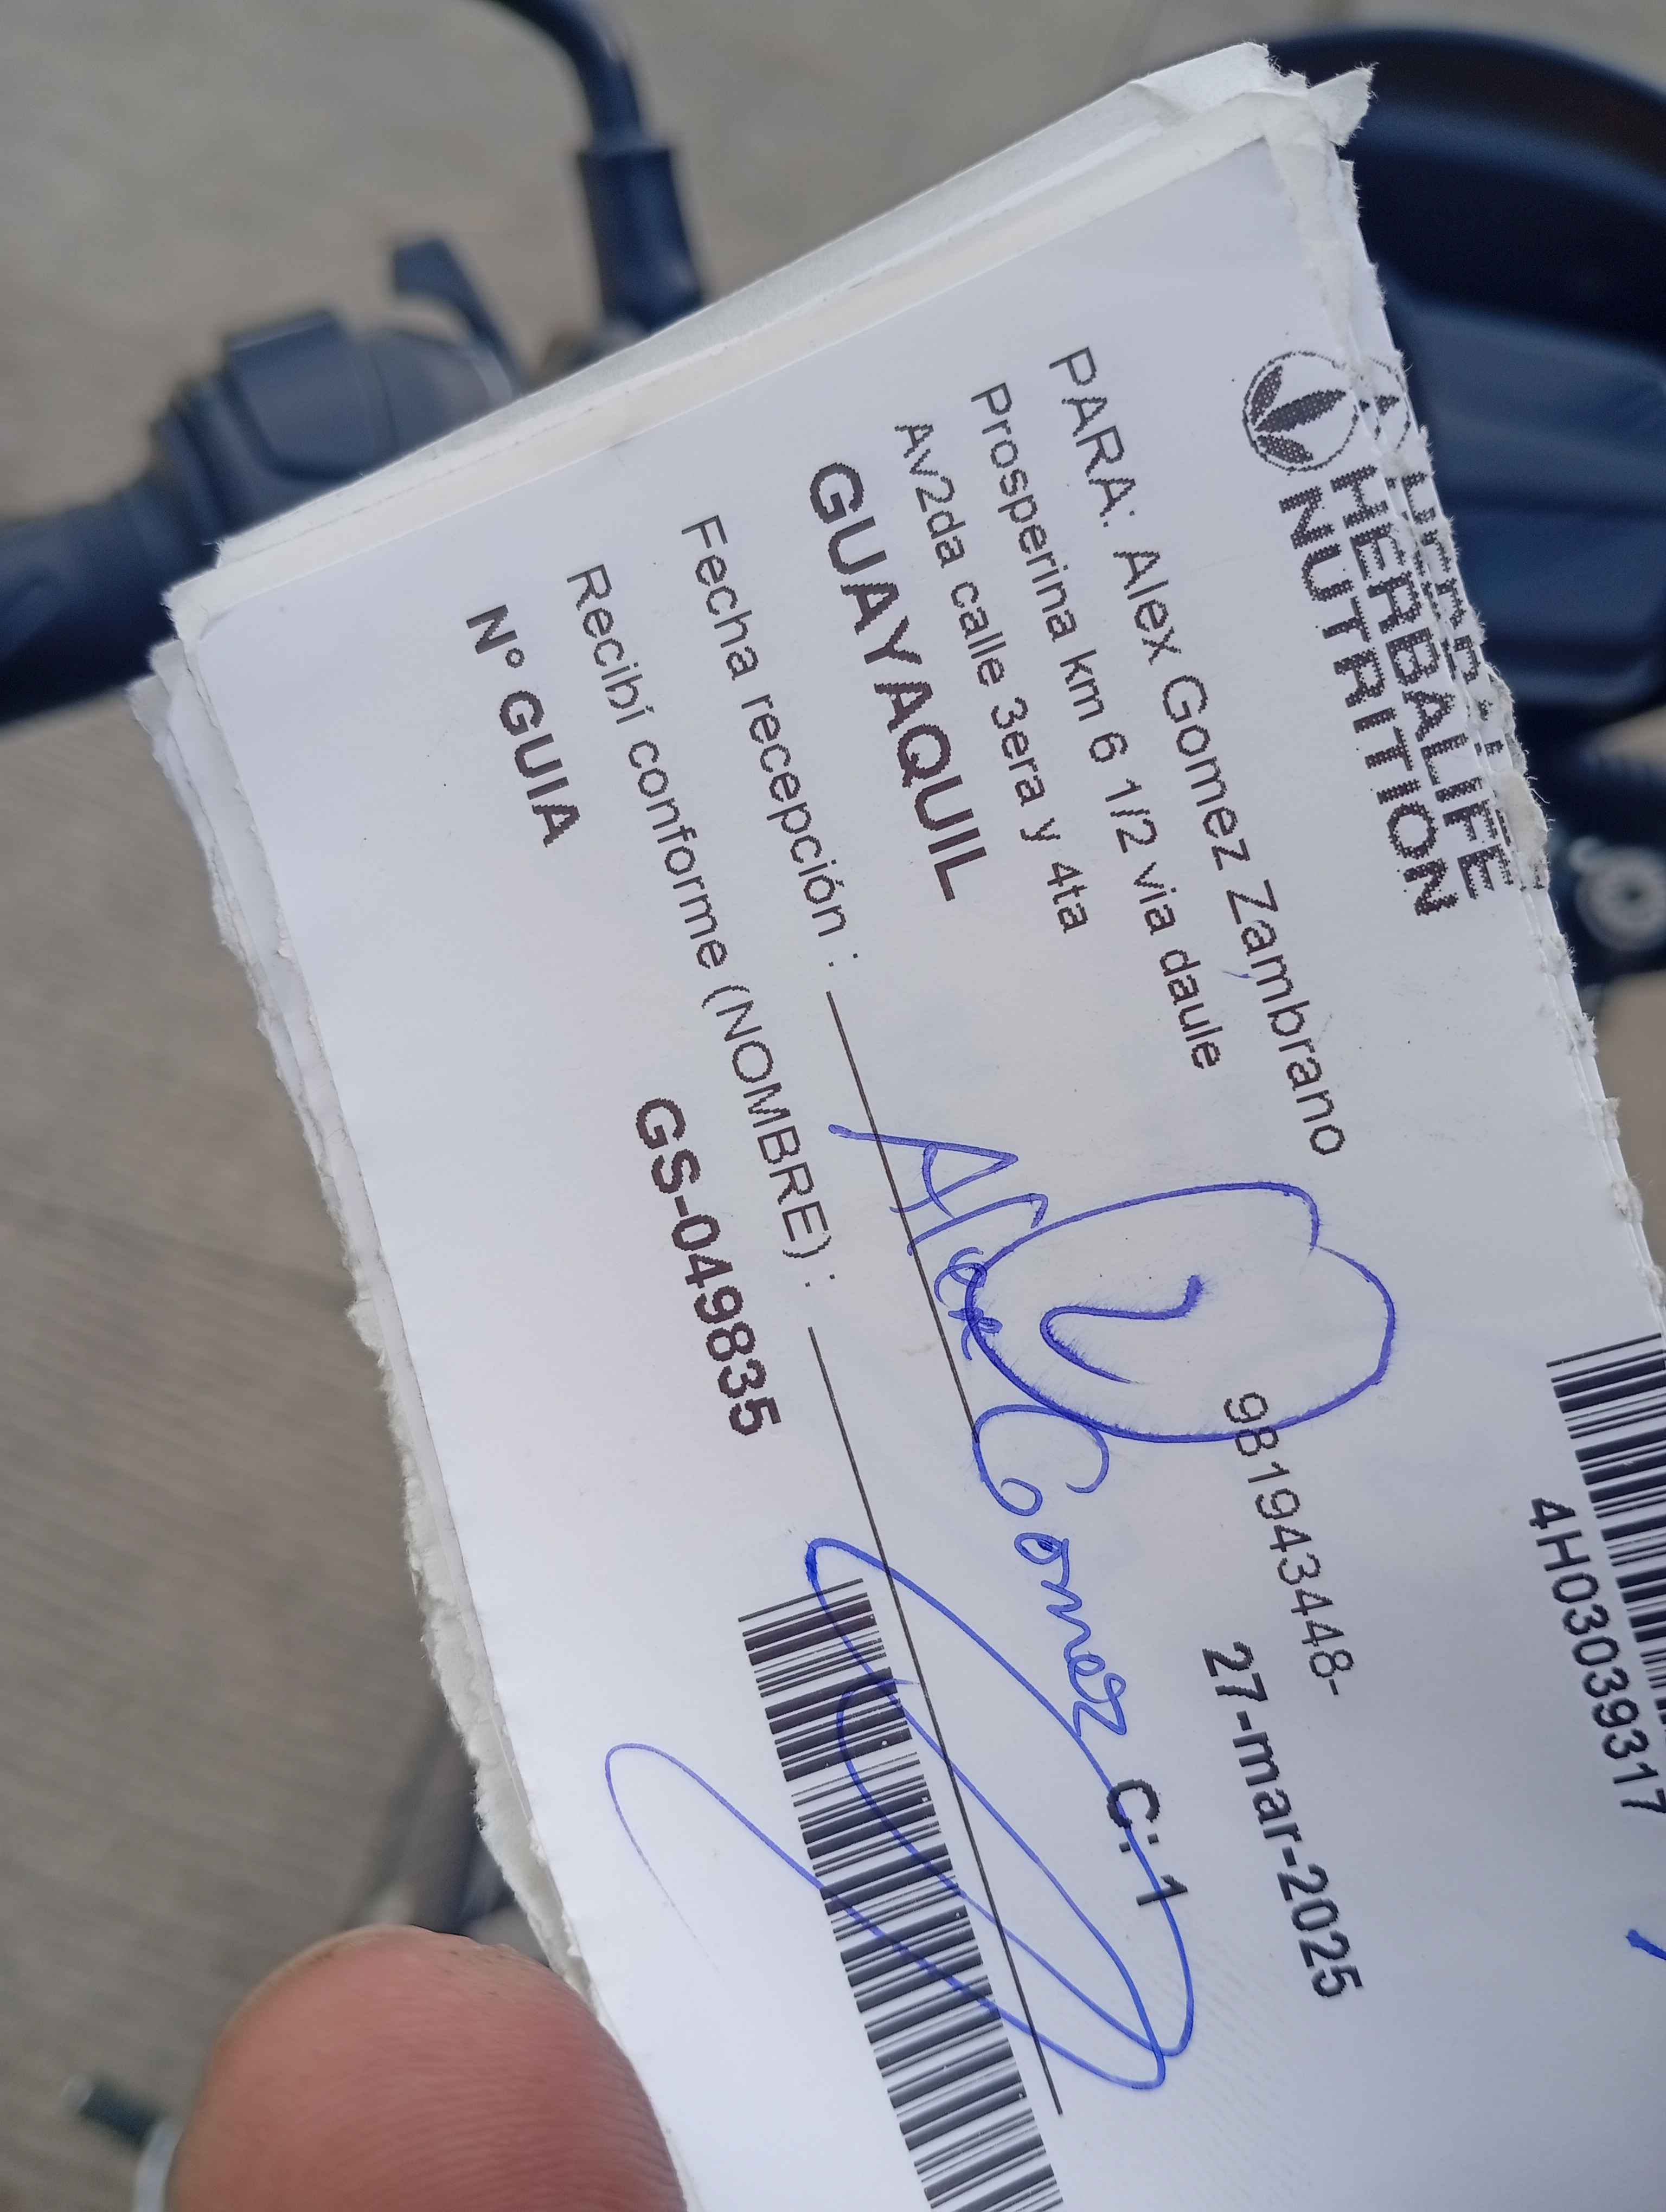 HERBALIFE
NUTRITION
4H03039317
PARA: Alex Gomez Zambrano
981943448-
Prosperina km 6 1/2 via daule
27-mar-2025
Av2da calle 3era y 4ta
2
C: 1
GUAYAQUIL
Alex Gomez
Fecha recepción :
Recibí conforme (NOMBRE) :
Nº GUIA
GS-049835